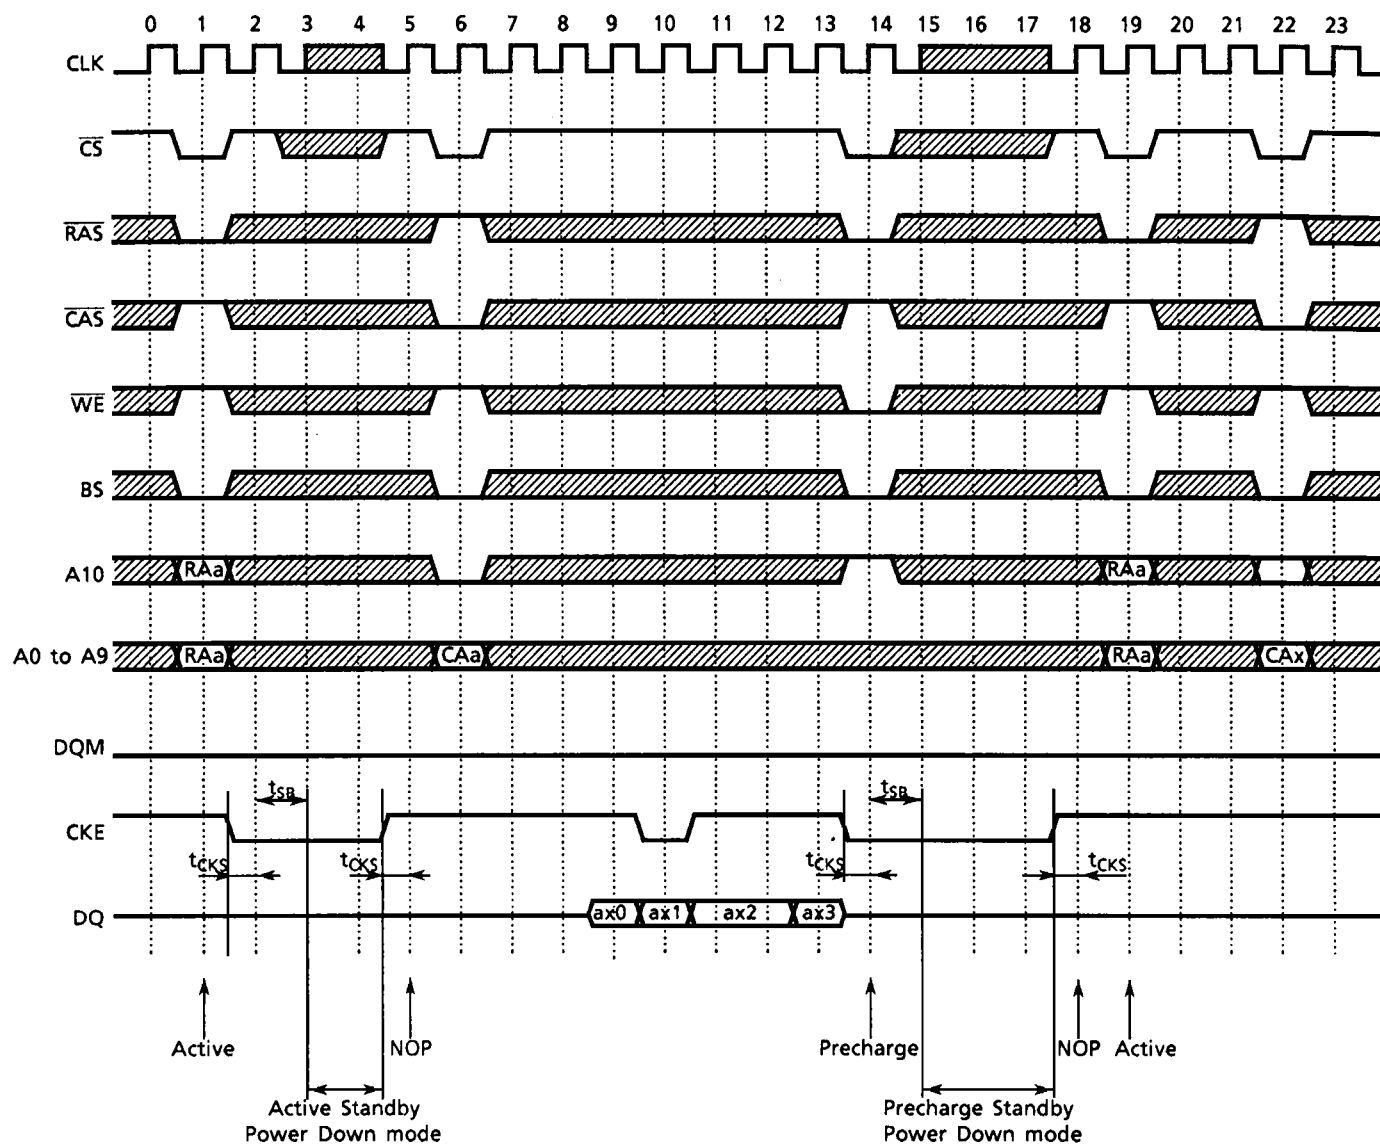 0 1 2 3 4 5 6 7 8 9 10 11 12 13 14 15 16 17 18 19 20 21 22 23
CLK
CS
RAS
CAS
WE
BS
A10 RAa RAa
A0 to A9 RAa CAa RAa CAx
DQM
tSB tSB
CKE
tCKS tCKS tCKS tCKS
DQ ax0 ax1 ax2 ax3
Active NOP Precharge NOP Active
Active Standby Precharge Standby
Power Down mode Power Down mode